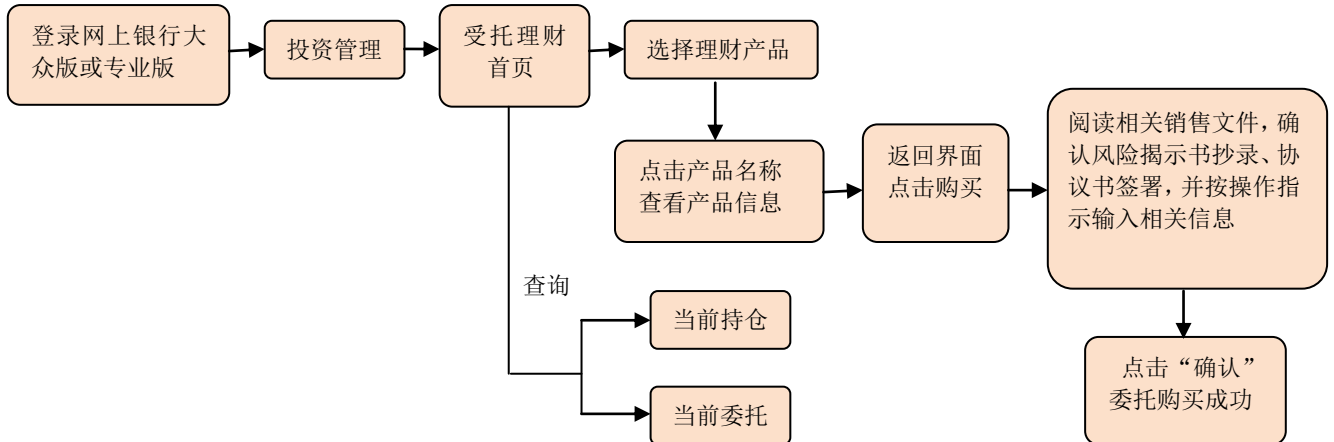 登录网上银行大
众版或专业版
投资管理
受托理财
首页
选择理财产品
点击产品名称
查看产品信息
返回界面
点击购买
阅读相关销售文件，确
认风险揭示书抄录、协
议书签署，并按操作指
示输入相关信息
点击“确认”
委托购买成功
查询
当前持仓
当前委托